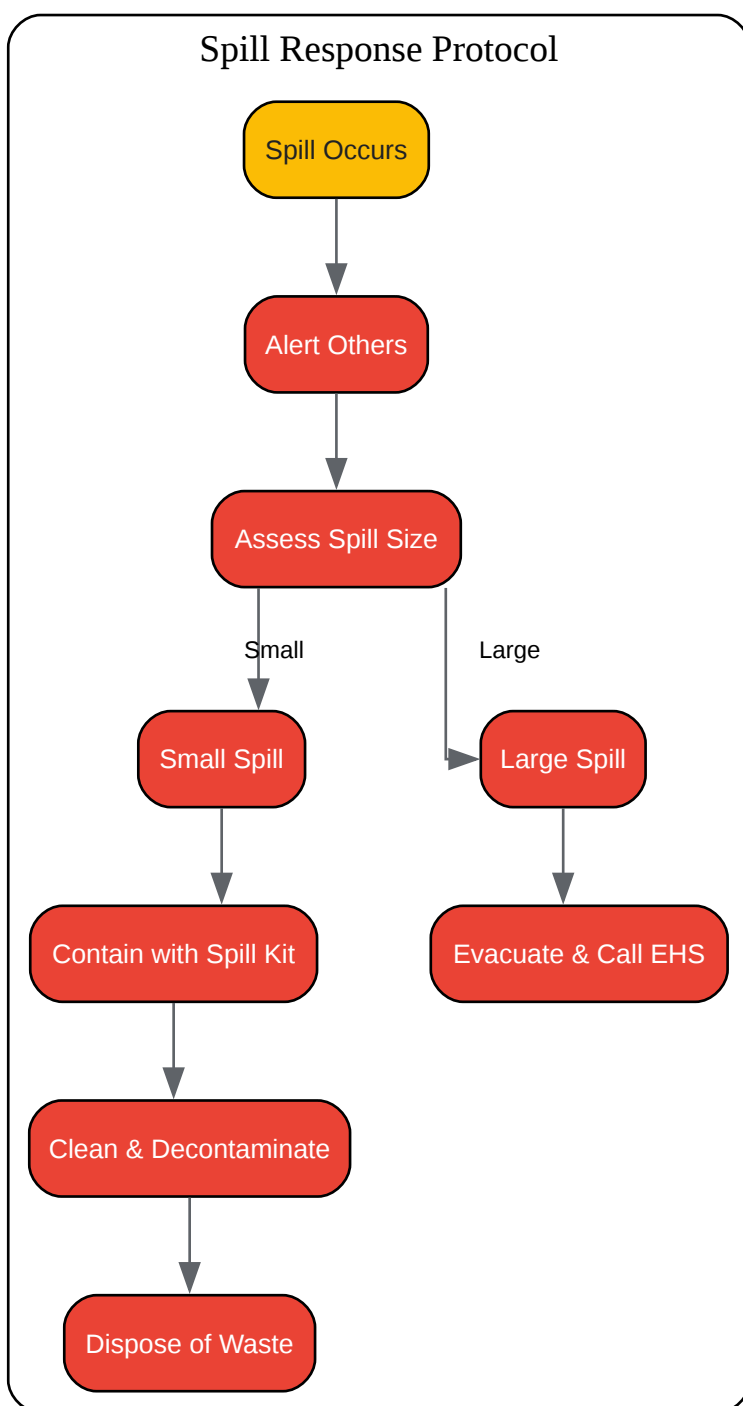 Spill Response Protocol
Spill Occurs
Alert Others
Assess Spill Size
Small
Large
Small Spill
Large Spill
Contain with Spill Kit
Evacuate & Call EHS
Clean & Decontaminate
Dispose of Waste